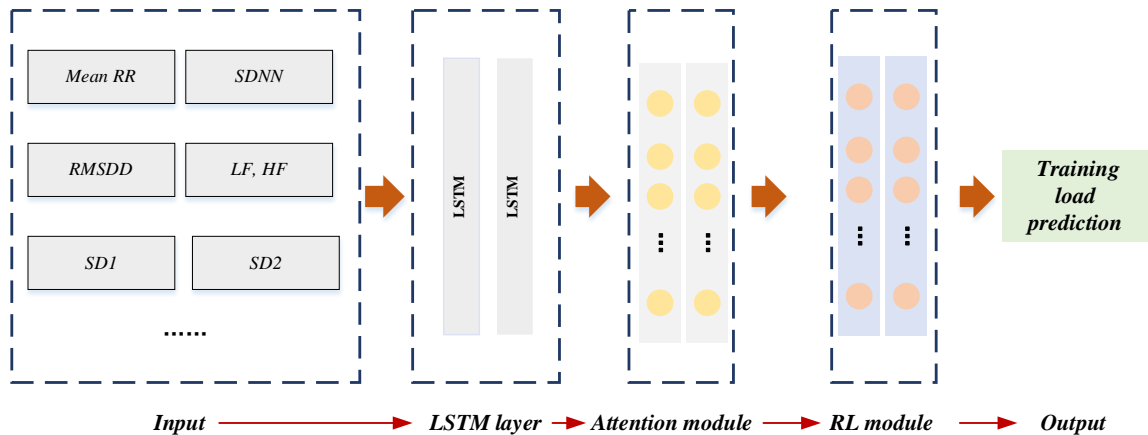 Mean RR
SDNN
RMSDD
LF, HF
SD1
SD2
......
LSTM
LSTM
...
...
...
...
Training
load
prediction
Input
LSTM layer
Attention module
RL module
Output